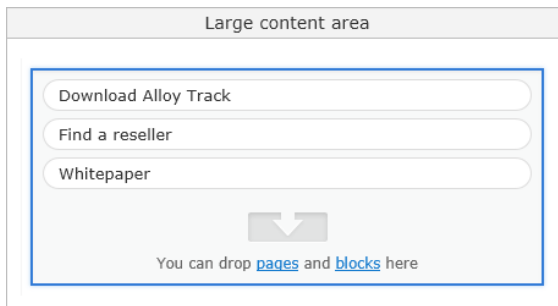 Large content area
Download Alloy Track
Find a reseller
Whitepaper
You can drop pages and blocks here